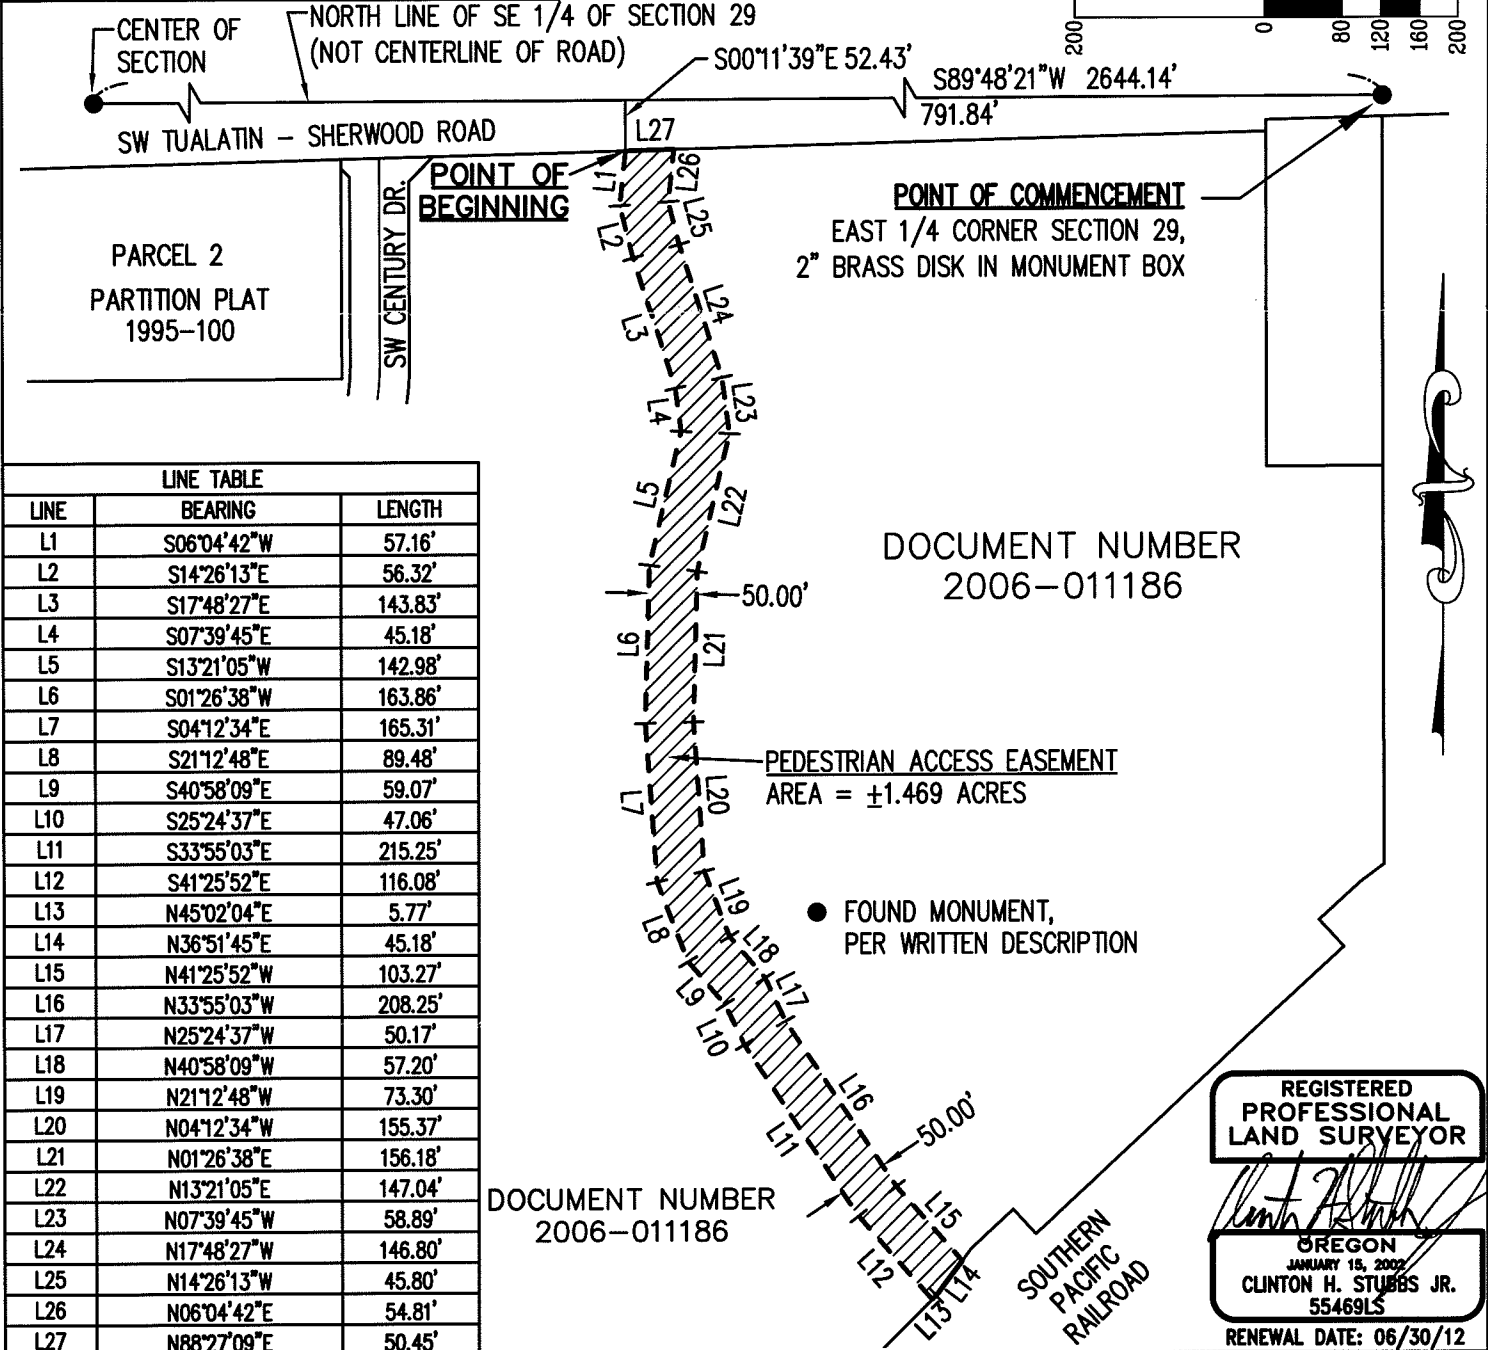 CENTER OF
SECTION
NORTH LINE OF SE 1/4 OF SECTION 29
(NOT CENTERLINE OF ROAD)
S00°11'39"E 52.43'
S89°48'21"W 2644.14'
791.84'
200
0
80
120
160
200
SW TUALATIN - SHERWOOD ROAD
L27
POINT OF
BEGINNING
POINT OF COMMENCEMENT
EAST 1/4 CORNER SECTION 29,
2" BRASS DISK IN MONUMENT BOX
PARCEL 2
PARTITION PLAT
1995-100
SW CENTURY DR.
L1
L26
L2
L25
L3
L24
L4
L23
L5
L22
50.00'
L6
L21
DOCUMENT NUMBER
2006-011186
PEDESTRIAN ACCESS EASEMENT
AREA = ±1.469 ACRES
L7
L20
FOUND MONUMENT,
PER WRITTEN DESCRIPTION
L8
L19
L18
L9
L17
L10
L16
L11
50.00'
L15
L12
L13
L14
DOCUMENT NUMBER
2006-011186
SOUTHERN
PACIFIC
RAILROAD
LINE TABLE
LINE BEARING LENGTH
L1 S06°04'42"W 57.16'
L2 S14°26'13"E 56.32'
L3 S17°48'27"E 143.83'
L4 S07°39'45"E 45.18'
L5 S13°21'05"W 142.98'
L6 S01°26'38"W 163.86'
L7 S04°12'34"E 165.31'
L8 S21°12'48"E 89.48'
L9 S40°58'09"E 59.07'
L10 S25°24'37"E 47.06'
L11 S33°55'03"E 215.25'
L12 S41°25'52"E 116.08'
L13 N45°02'04"E 5.77'
L14 N36°51'45"E 45.18'
L15 N41°25'52"W 103.27'
L16 N33°55'03"W 208.25'
L17 N25°24'37"W 50.17'
L18 N40°58'09"W 57.20'
L19 N21°12'48"W 73.30'
L20 N04°12'34"W 155.37'
L21 N01°26'38"E 156.18'
L22 N13°21'05"E 147.04'
L23 N07°39'45"W 58.89'
L24 N17°48'27"W 146.80'
L25 N14°26'13"W 45.80'
L26 N06°04'42"E 54.81'
L27 N88°27'09"E 50.45'
REGISTERED
PROFESSIONAL
LAND SURVEYOR
OREGON
JANUARY 15, 2002
CLINTON H. STUBBS JR.
55469LS
RENEWAL DATE: 06/30/12